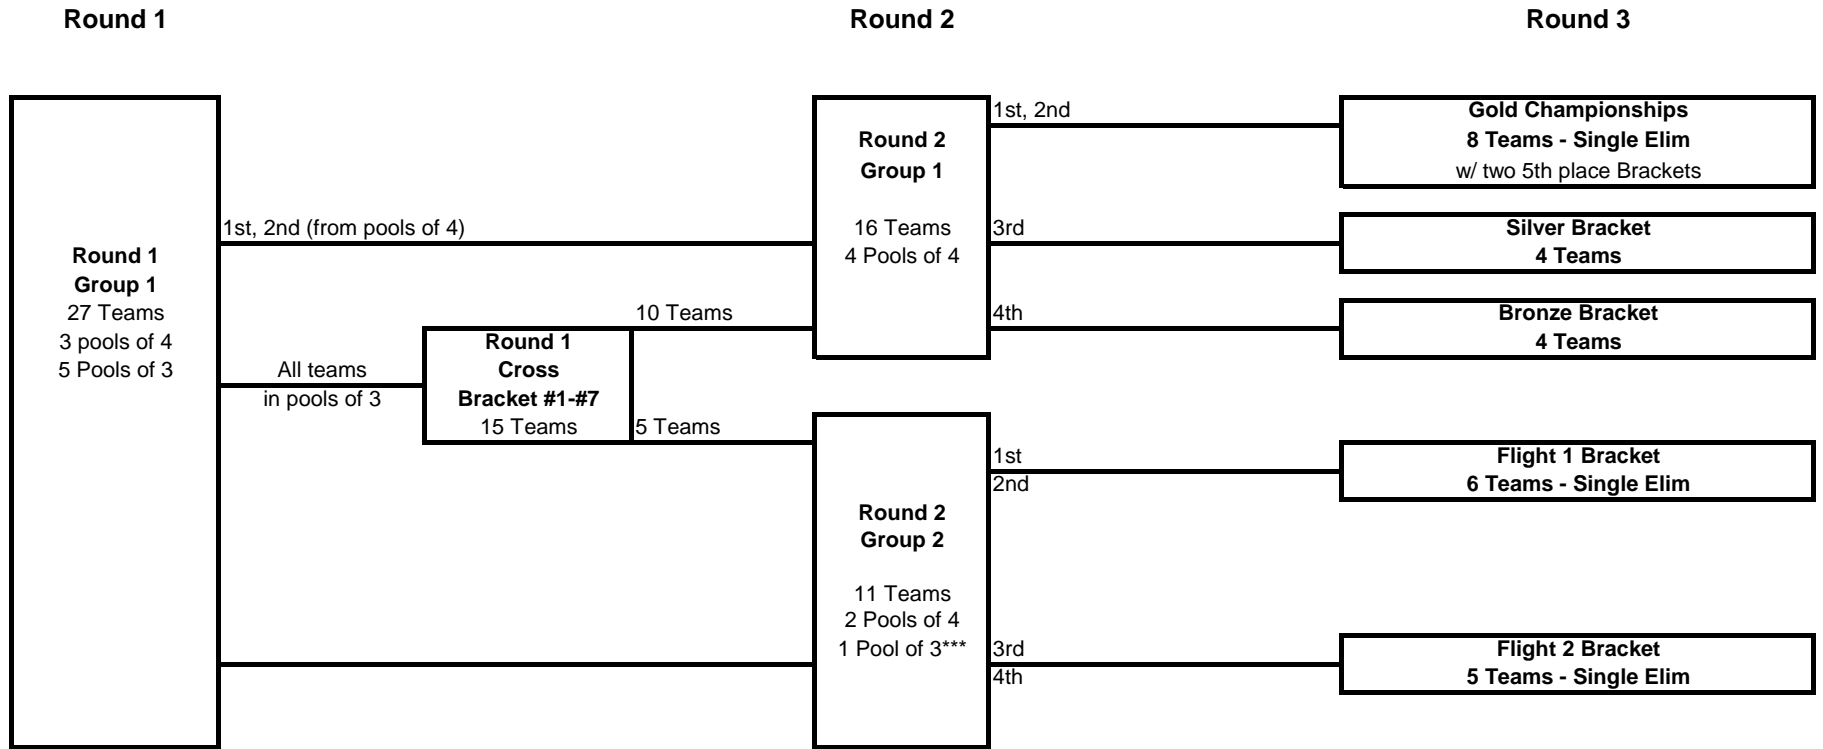 Round 1
Round 2
Round 3
Round 1
Group 1
27 Teams
3 pools of 4
5 Pools of 3
1st, 2nd (from pools of 4)
All teams
in pools of 3
Round 1
Cross
Bracket #1-#7
15 Teams
10 Teams
5 Teams
Round 2
Group 1
16 Teams
4 Pools of 4
1st, 2nd
3rd
4th
Round 2
Group 2
11 Teams
2 Pools of 4
1 Pool of 3***
1st
2nd
3rd
4th
Gold Championships
8 Teams - Single Elim
w/ two 5th place Brackets
Silver Bracket
4 Teams
Bronze Bracket
4 Teams
Flight 1 Bracket
6 Teams - Single Elim
Flight 2 Bracket
5 Teams - Single Elim